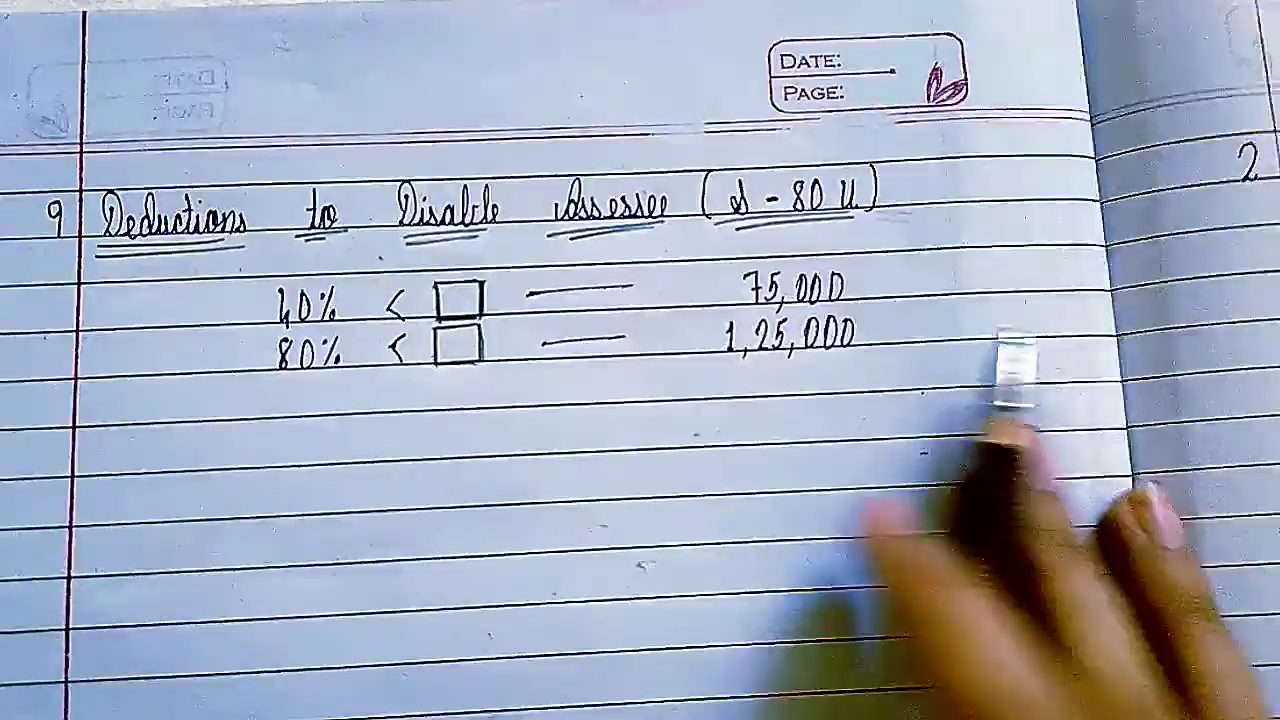 DATE:
PAGE:
2
9 Deductions to Disable Assessee (S - 80 U)
40% < □ — 75,000
80% < □ — 1,25,000